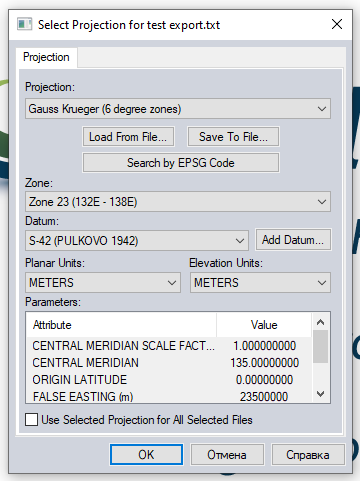 Select Projection for test export.txt
Projection
Projection:
Gauss Krueger (6 degree zones)
Load From File... Save To File...
Search by EPSG Code
Zone:
Zone 23 (132E - 138E)
Datum:
S-42 (PULKOVO 1942) Add Datum...
Planar Units: Elevation Units:
METERS METERS
Parameters:
Attribute Value
CENTRAL MERIDIAN SCALE FACT... 1.000000000
CENTRAL MERIDIAN 135.00000000
ORIGIN LATITUDE 0.00000000
FALSE EASTING (m) 23500000
Use Selected Projection for All Selected Files
OK Отмена Справка